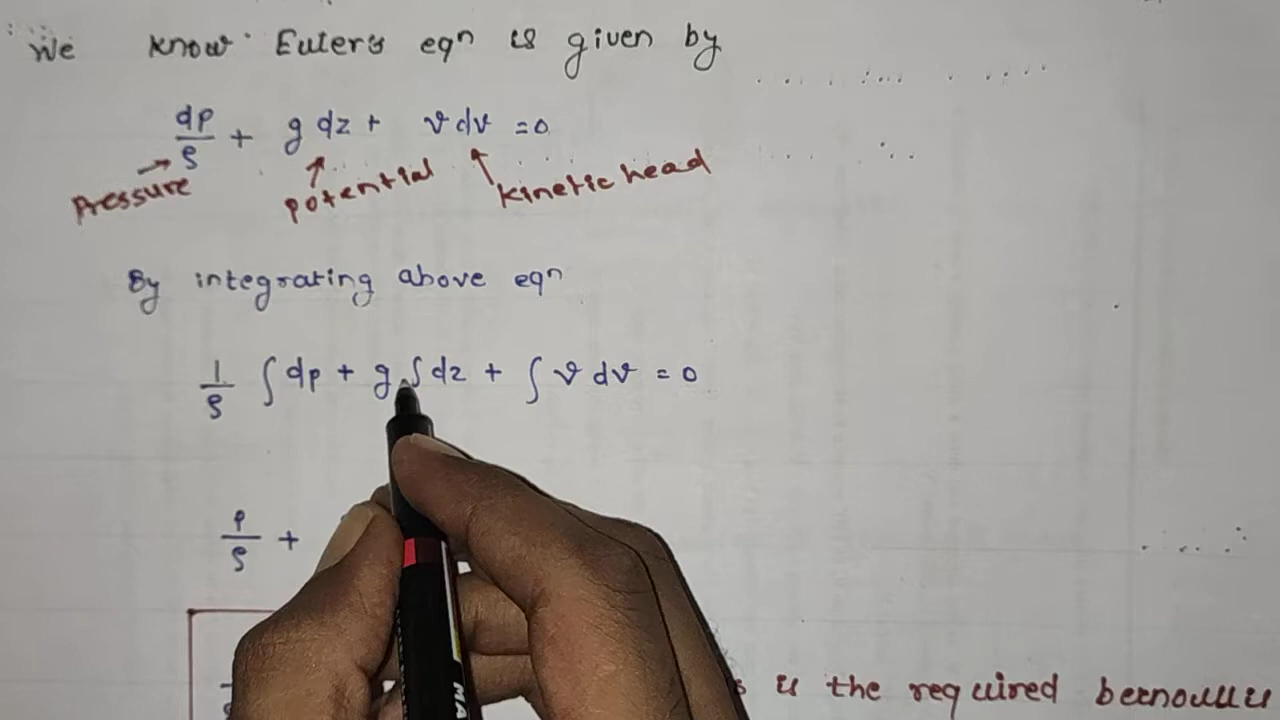 We know Euler's eqn is given by
dp/ρ + g dz + v dv = 0
Pressure potential kinetic head
By integrating above eqn
1/ρ ∫ dp + g ∫ dz + ∫ v dv = 0
P/ρ +
is the required bernoulli's
MA